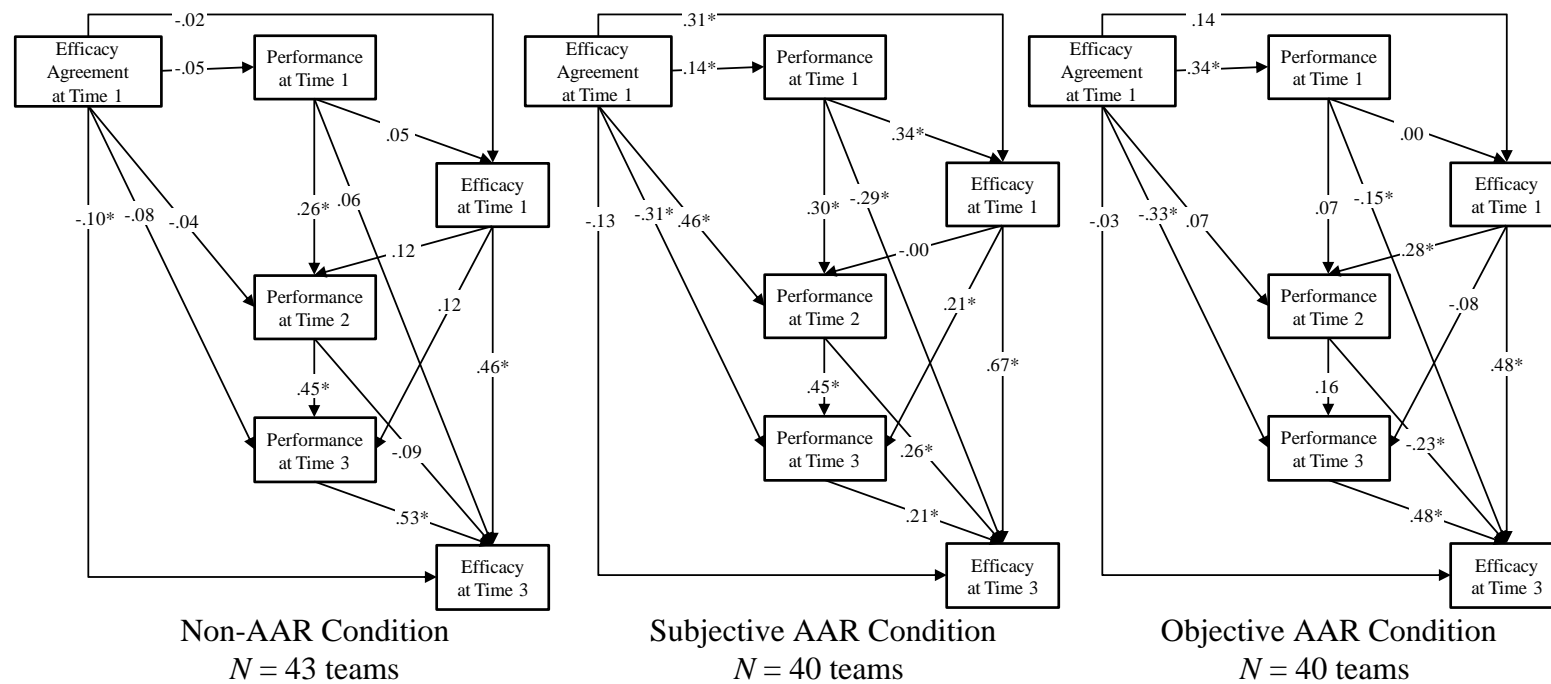 -.02
Efficacy
Agreement
at Time 1
-.05
Performance
at Time 1
.05
Efficacy
at Time 1
-.10*
-.08
-.04
.26*
.06
.12
Performance
at Time 2
.12
.45*
.46*
Performance
at Time 3
-.09
.53*
Efficacy
at Time 3
Non-AAR Condition
N = 43 teams
.31*
Efficacy
Agreement
at Time 1
.14*
Performance
at Time 1
.34*
Efficacy
at Time 1
-.13
-.31*
.46*
.30*
-.29*
-.00
Performance
at Time 2
.21*
.45*
.67*
Performance
at Time 3
.26*
.21*
Efficacy
at Time 3
Subjective AAR Condition
N = 40 teams
.14
Efficacy
Agreement
at Time 1
.34*
Performance
at Time 1
.00
Efficacy
at Time 1
-.03
-.33*
.07
.07
-.15*
.28*
Performance
at Time 2
-.08
.16
.48*
Performance
at Time 3
-.23*
.48*
Efficacy
at Time 3
Objective AAR Condition
N = 40 teams